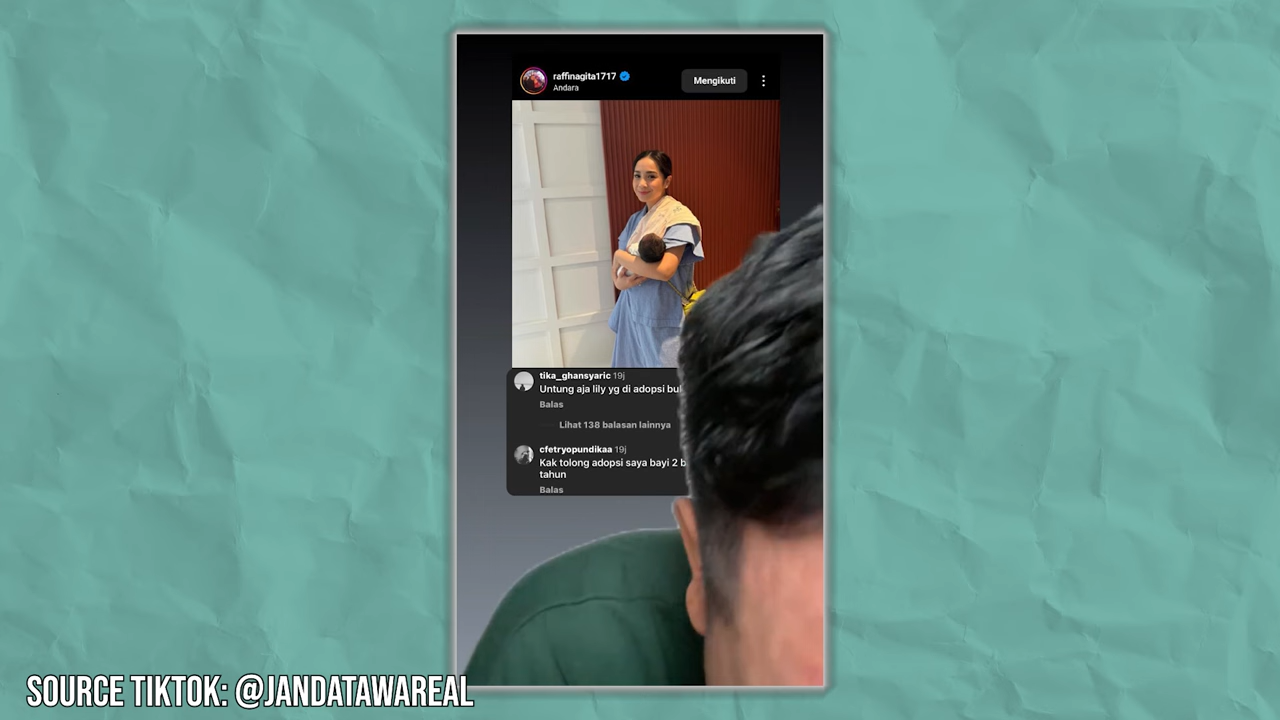 raffinagita1717
Andara
Mengikuti
tika_ghansyaric 19j
Untung aja lily yg di adopsi
Balas
Lihat 138 balasan lainnya
cfetryopundikaa 19j
Kak tolong adopsi saya bayi 2
tahun
Balas
SOURCE TIKTOK: @JANDATAWAREAL